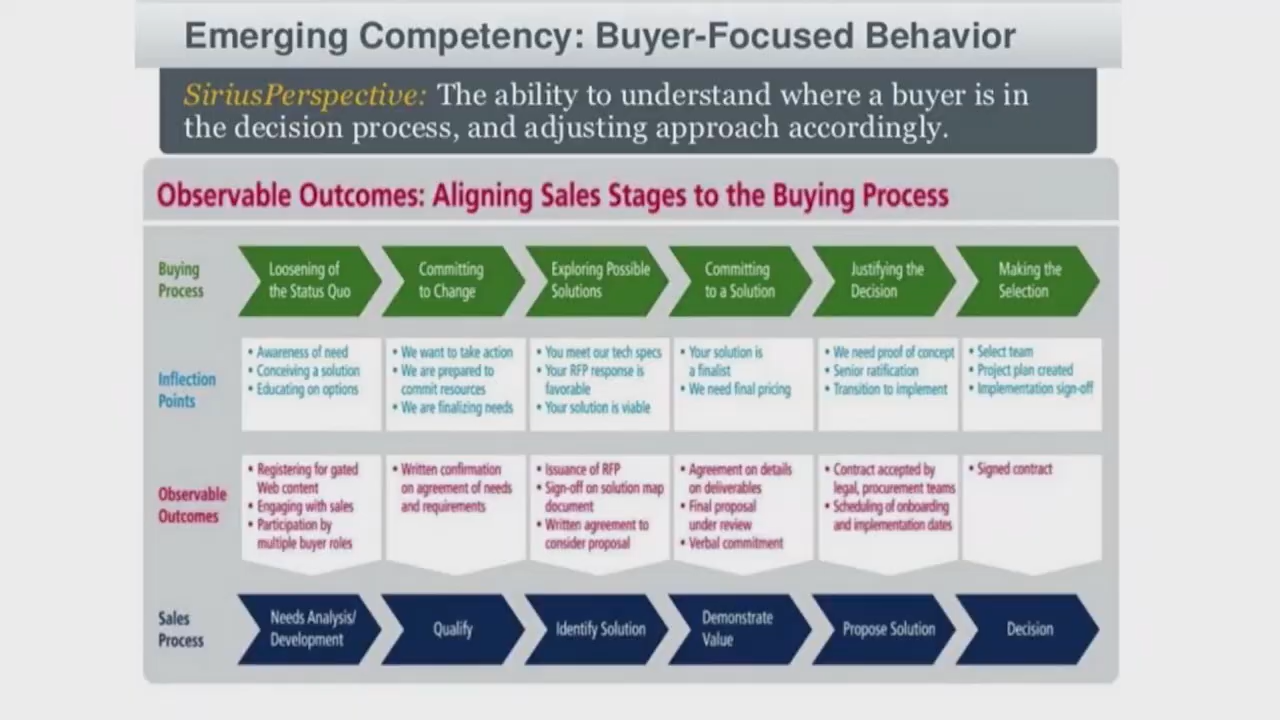 Emerging Competency: Buyer-Focused Behavior
SiriusPerspective: The ability to understand where a buyer is in
the decision process, and adjusting approach accordingly.
Observable Outcomes: Aligning Sales Stages to the Buying Process
Buying
Process
Loosening of
the Status Quo
Committing
to Change
Exploring Possible
Solutions
Committing
to a Solution
Justifying the
Decision
Making the
Selection
Inflection
Points
• Awareness of need
• Conceiving a solution
• Educating on options
• We want to take action
• We are prepared to
commit resources
• We are finalizing needs
• You meet our tech specs
• Your RFP response is
favorable
• Your solution is viable
• Your solution is
a finalist
• We need final pricing
• We need proof of concept
• Senior ratification
• Transition to implement
• Select team
• Project plan created
• Implementation sign-off
Observable
Outcomes
• Registering for gated
Web content
• Engaging with sales
• Participation by
multiple buyer roles
• Written confirmation
on agreement of needs
and requirements
• Issuance of RFP
• Sign-off on solution map
document
• Written agreement to
consider proposal
• Agreement on details
on deliverables
• Final proposal
under review
• Verbal commitment
• Contract accepted by
legal, procurement teams
• Scheduling of onboarding
and implementation dates
• Signed contract
Sales
Process
Needs Analysis/
Development
Qualify
Identify Solution
Demonstrate
Value
Propose Solution
Decision